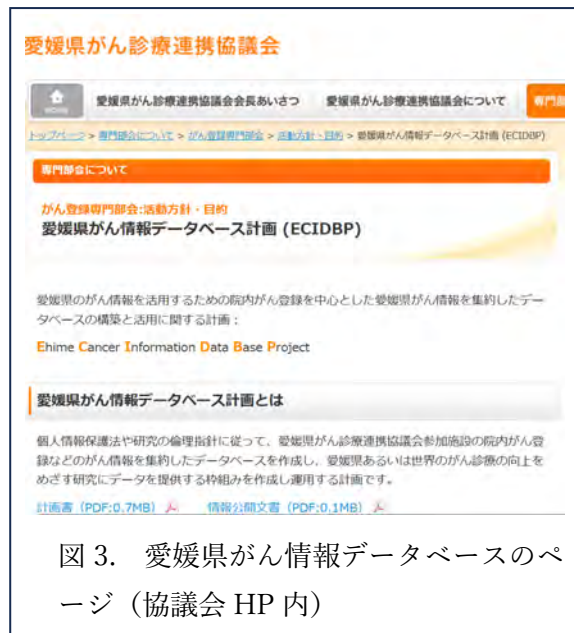 愛媛県がん診療連携協議会
HOME
愛媛県がん診療連携協議会会長あいさつ 愛媛県がん診療連携協議会について 専門部
トップページ > 専門部会について > がん登録専門部会 > 活動方針・目的 > 愛媛県がん情報データベース計画 (ECIDBP)
専門部会について
がん登録専門部会:活動方針・目的
愛媛県がん情報データベース計画 (ECIDBP)
愛媛県のがん情報を活用するための院内がん登録を中心とした愛媛県がん情報を集約したデー
タベースの構築と活用に関する計画：
Ehime Cancer Information Data Base Project
愛媛県がん情報データベース計画とは
個人情報保護法や研究の倫理指針に従って、愛媛県がん診療連携協議会参加施設の院内がん登
録などのがん情報を集約したデータベースを作成し、愛媛県あるいは世界のがん診療の向上を
めざす研究にデータを提供する枠組みを作成し運用する計画です。
計画書（PDF:0.7MB） 情報公開文書（PDF:0.1MB）
図 3. 愛媛県がん情報データベースのペ
ージ（協議会 HP 内）